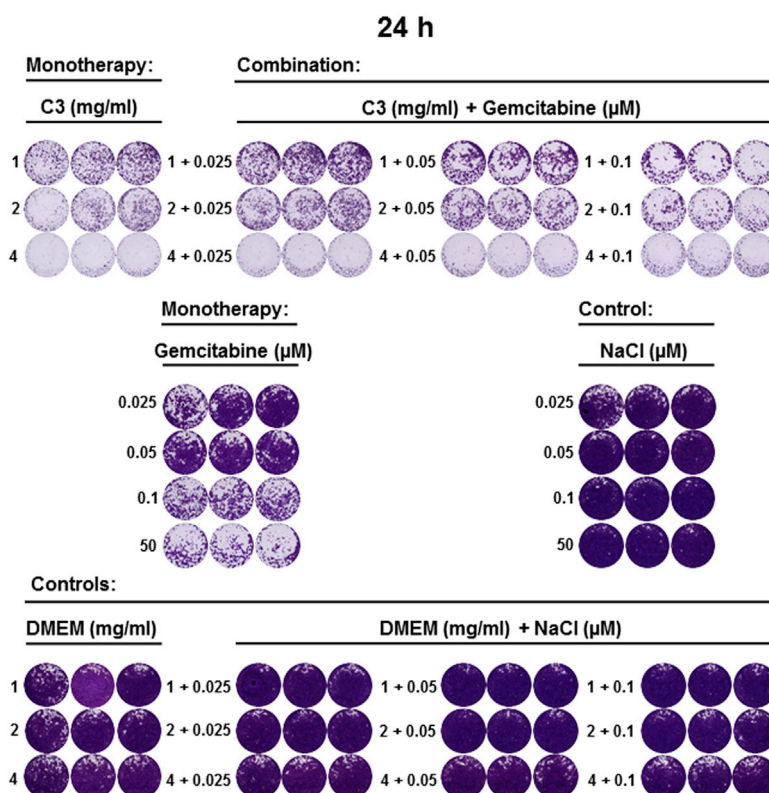 24 h
Monotherapy: Combination:
C3 (mg/ml) C3 (mg/ml) + Gemcitabine (µM)
1 1 + 0.025 1 + 0.05 1 + 0.1
2 2 + 0.025 2 + 0.05 2 + 0.1
4 4 + 0.025 4 + 0.05 4 + 0.1
Monotherapy: Control:
Gemcitabine (µM) NaCl (µM)
0.025 0.025
0.05 0.05
0.1 0.1
50 50
Controls:
DMEM (mg/ml) DMEM (mg/ml) + NaCl (µM)
1 1 + 0.025 1 + 0.05 1 + 0.1
2 2 + 0.025 2 + 0.05 2 + 0.1
4 4 + 0.025 4 + 0.05 4 + 0.1